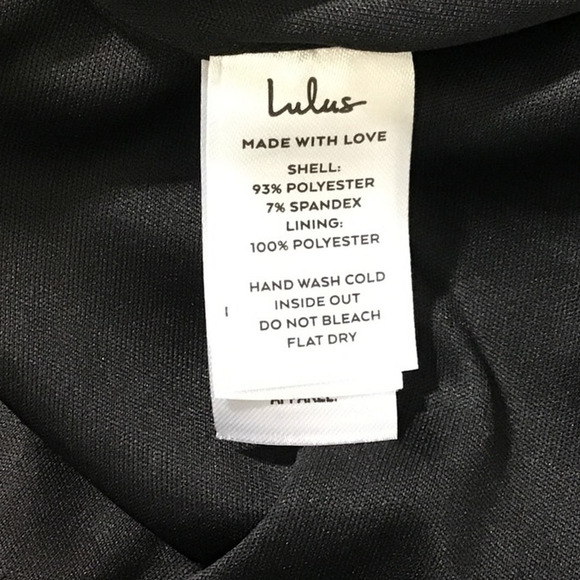 Lulus
MADE WITH LOVE
SHELL:
93% POLYESTER
7% SPANDEX
LINING:
100% POLYESTER
HAND WASH COLD
INSIDE OUT
DO NOT BLEACH
FLAT DRY